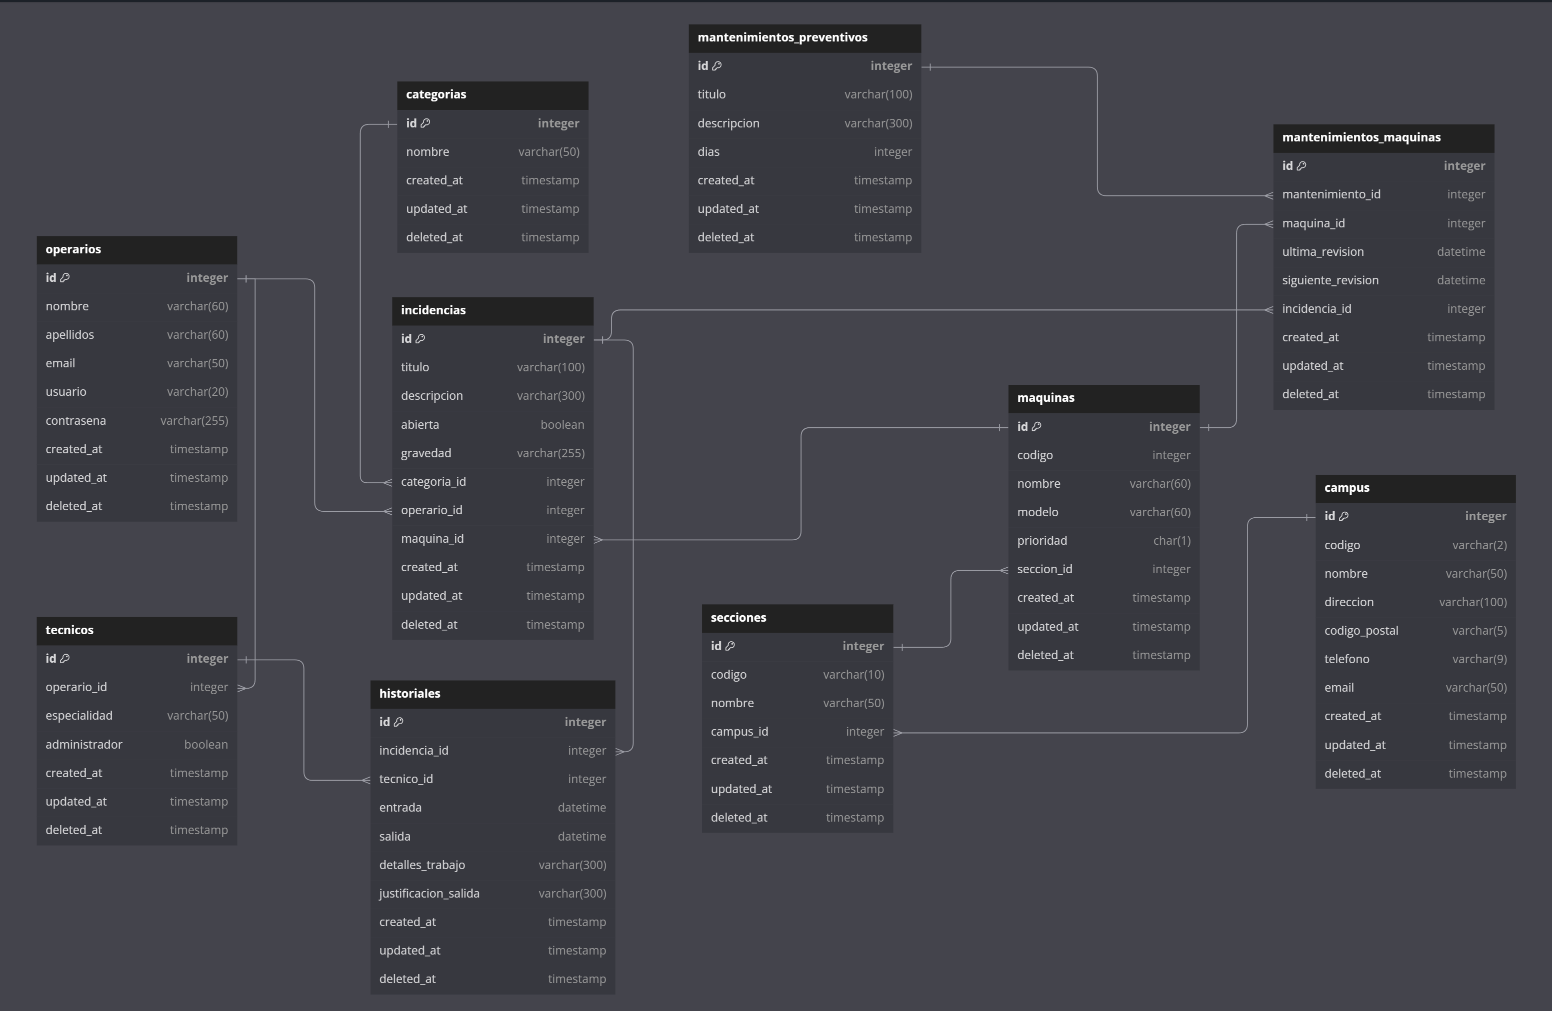 mantenimientos_preventivos
id integer
titulo varchar(100)
descripcion varchar(300)
dias integer
created_at timestamp
updated_at timestamp
deleted_at timestamp
categorias
id integer
nombre varchar(50)
created_at timestamp
updated_at timestamp
deleted_at timestamp
mantenimientos_maquinas
id integer
mantenimiento_id integer
maquina_id integer
ultima_revision datetime
siguiente_revision datetime
incidencia_id integer
created_at timestamp
updated_at timestamp
deleted_at timestamp
operarios
id integer
nombre varchar(60)
apellidos varchar(60)
email varchar(50)
usuario varchar(20)
contrasena varchar(255)
created_at timestamp
updated_at timestamp
deleted_at timestamp
incidencias
id integer
titulo varchar(100)
descripcion varchar(300)
abierta boolean
gravedad varchar(255)
categoria_id integer
operario_id integer
maquina_id integer
created_at timestamp
updated_at timestamp
deleted_at timestamp
maquinas
id integer
codigo integer
nombre varchar(60)
modelo varchar(60)
prioridad char(1)
seccion_id integer
created_at timestamp
updated_at timestamp
deleted_at timestamp
campus
id integer
codigo varchar(2)
nombre varchar(50)
direccion varchar(100)
codigo_postal varchar(5)
telefono varchar(9)
email varchar(50)
created_at timestamp
updated_at timestamp
deleted_at timestamp
secciones
id integer
codigo varchar(10)
nombre varchar(50)
campus_id integer
created_at timestamp
updated_at timestamp
deleted_at timestamp
tecnicos
id integer
operario_id integer
especialidad varchar(50)
administrador boolean
created_at timestamp
updated_at timestamp
deleted_at timestamp
historiales
id integer
incidencia_id integer
tecnico_id integer
entrada datetime
salida datetime
detalles_trabajo varchar(300)
justificacion_salida varchar(300)
created_at timestamp
updated_at timestamp
deleted_at timestamp